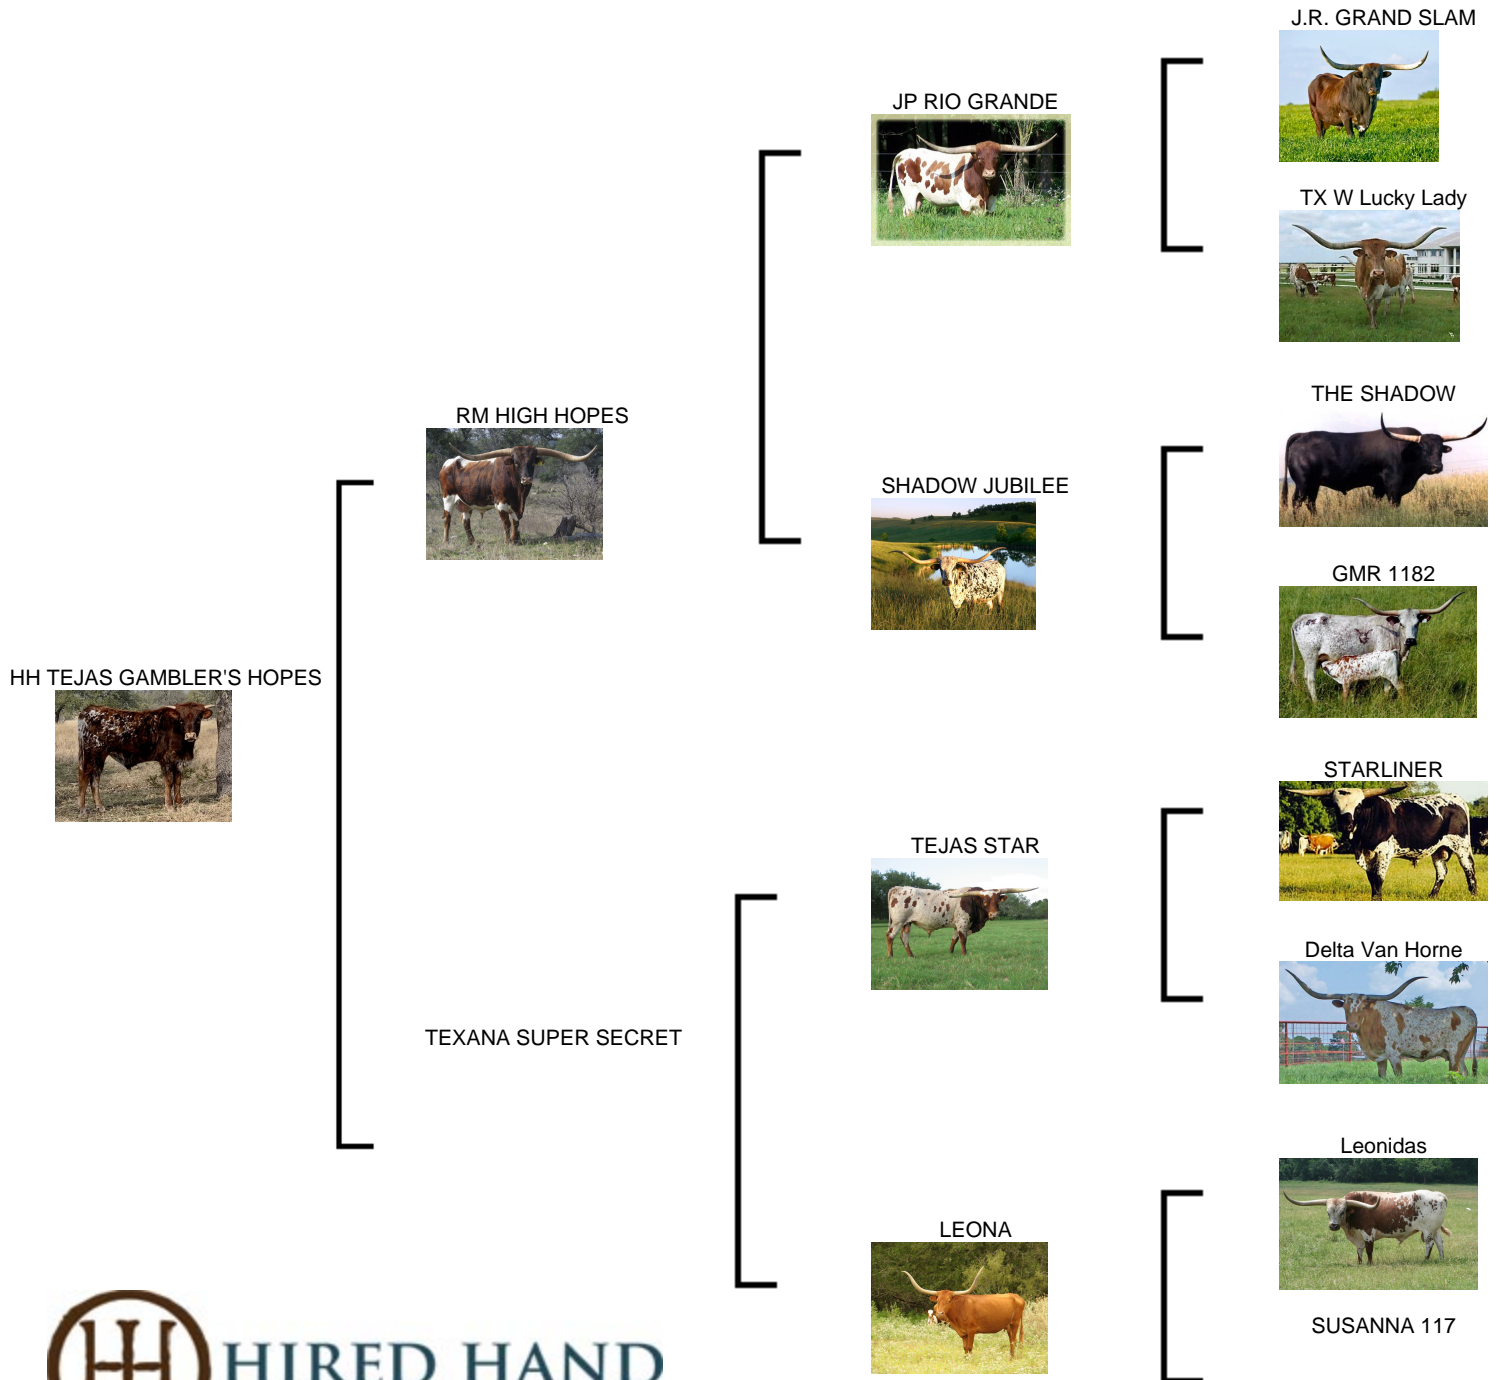 J.R. GRAND SLAM
JP RIO GRANDE
TX W Lucky Lady
THE SHADOW
RM HIGH HOPES
SHADOW JUBILEE
GMR 1182
HH TEJAS GAMBLER'S HOPES
STARLINER
TEJAS STAR
Delta Van Horne
TEXANA SUPER SECRET
Leonidas
LEONA
SUSANNA 117
HIRED HAND